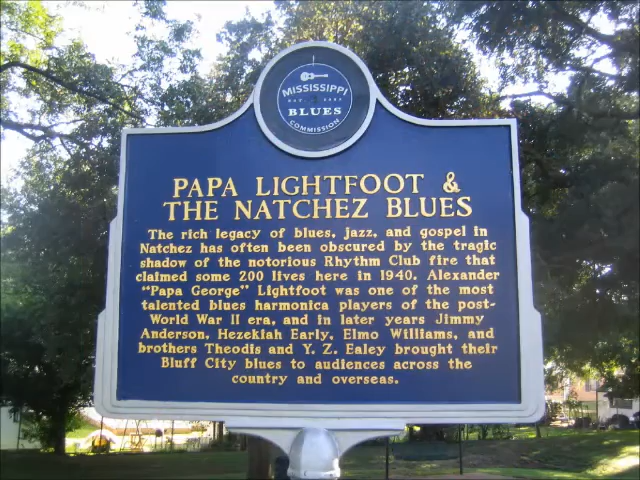 MISSISSIPPI
BLUES
COMMISSION
PAPA LIGHTFOOT &
THE NATCHEZ BLUES
The rich legacy of blues, jazz, and gospel in
Natchez has often been obscured by the tragic
shadow of the notorious Rhythm Club fire that
claimed some 200 lives here in 1940. Alexander
“Papa George” Lightfoot was one of the most
talented blues harmonica players of the post-
World War II era, and in later years Jimmy
Anderson, Hezekiah Early, Elmo Williams, and
brothers Theodis and Y. Z. Ealey brought their
Bluff City blues to audiences across the
country and overseas.